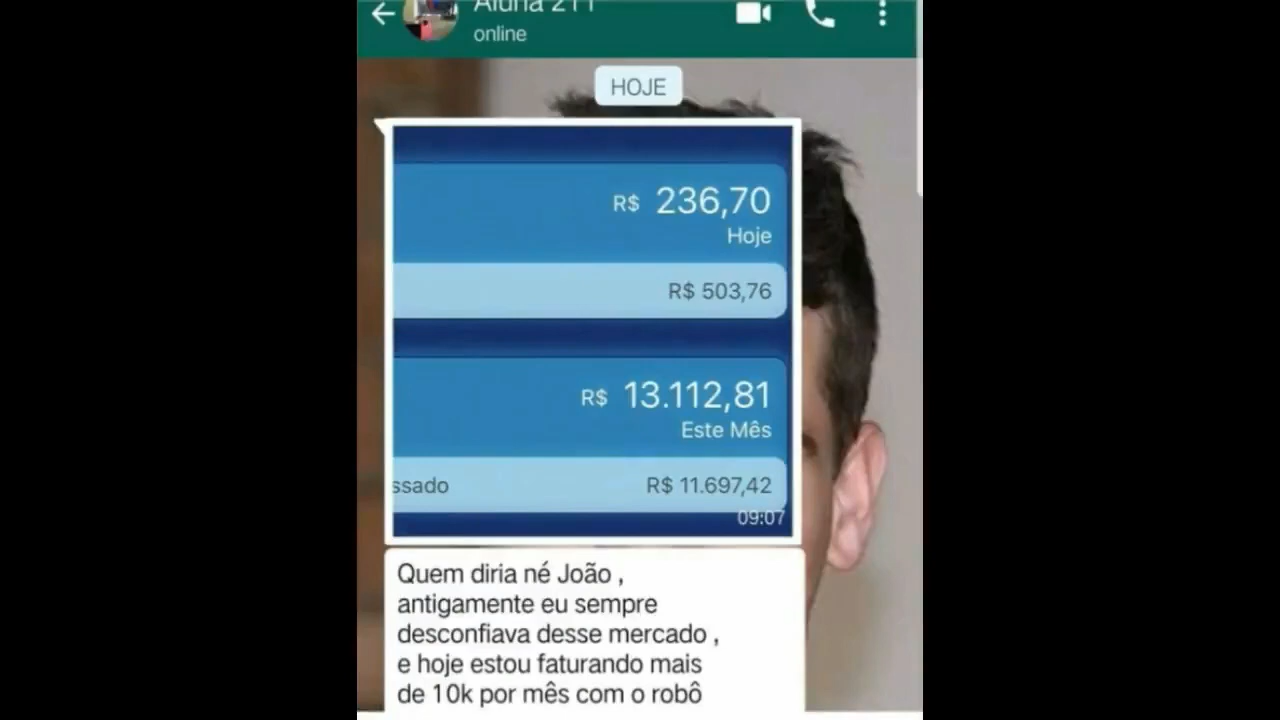 Aluna 211
online
HOJE
R$ 236,70
Hoje
R$ 503,76
R$ 13.112,81
Este Mês
ssado
R$ 11.697,42
09:07
Quem diria né João ,
antigamente eu sempre
desconfiava desse mercado ,
e hoje estou faturando mais
de 10k por mês com o robô